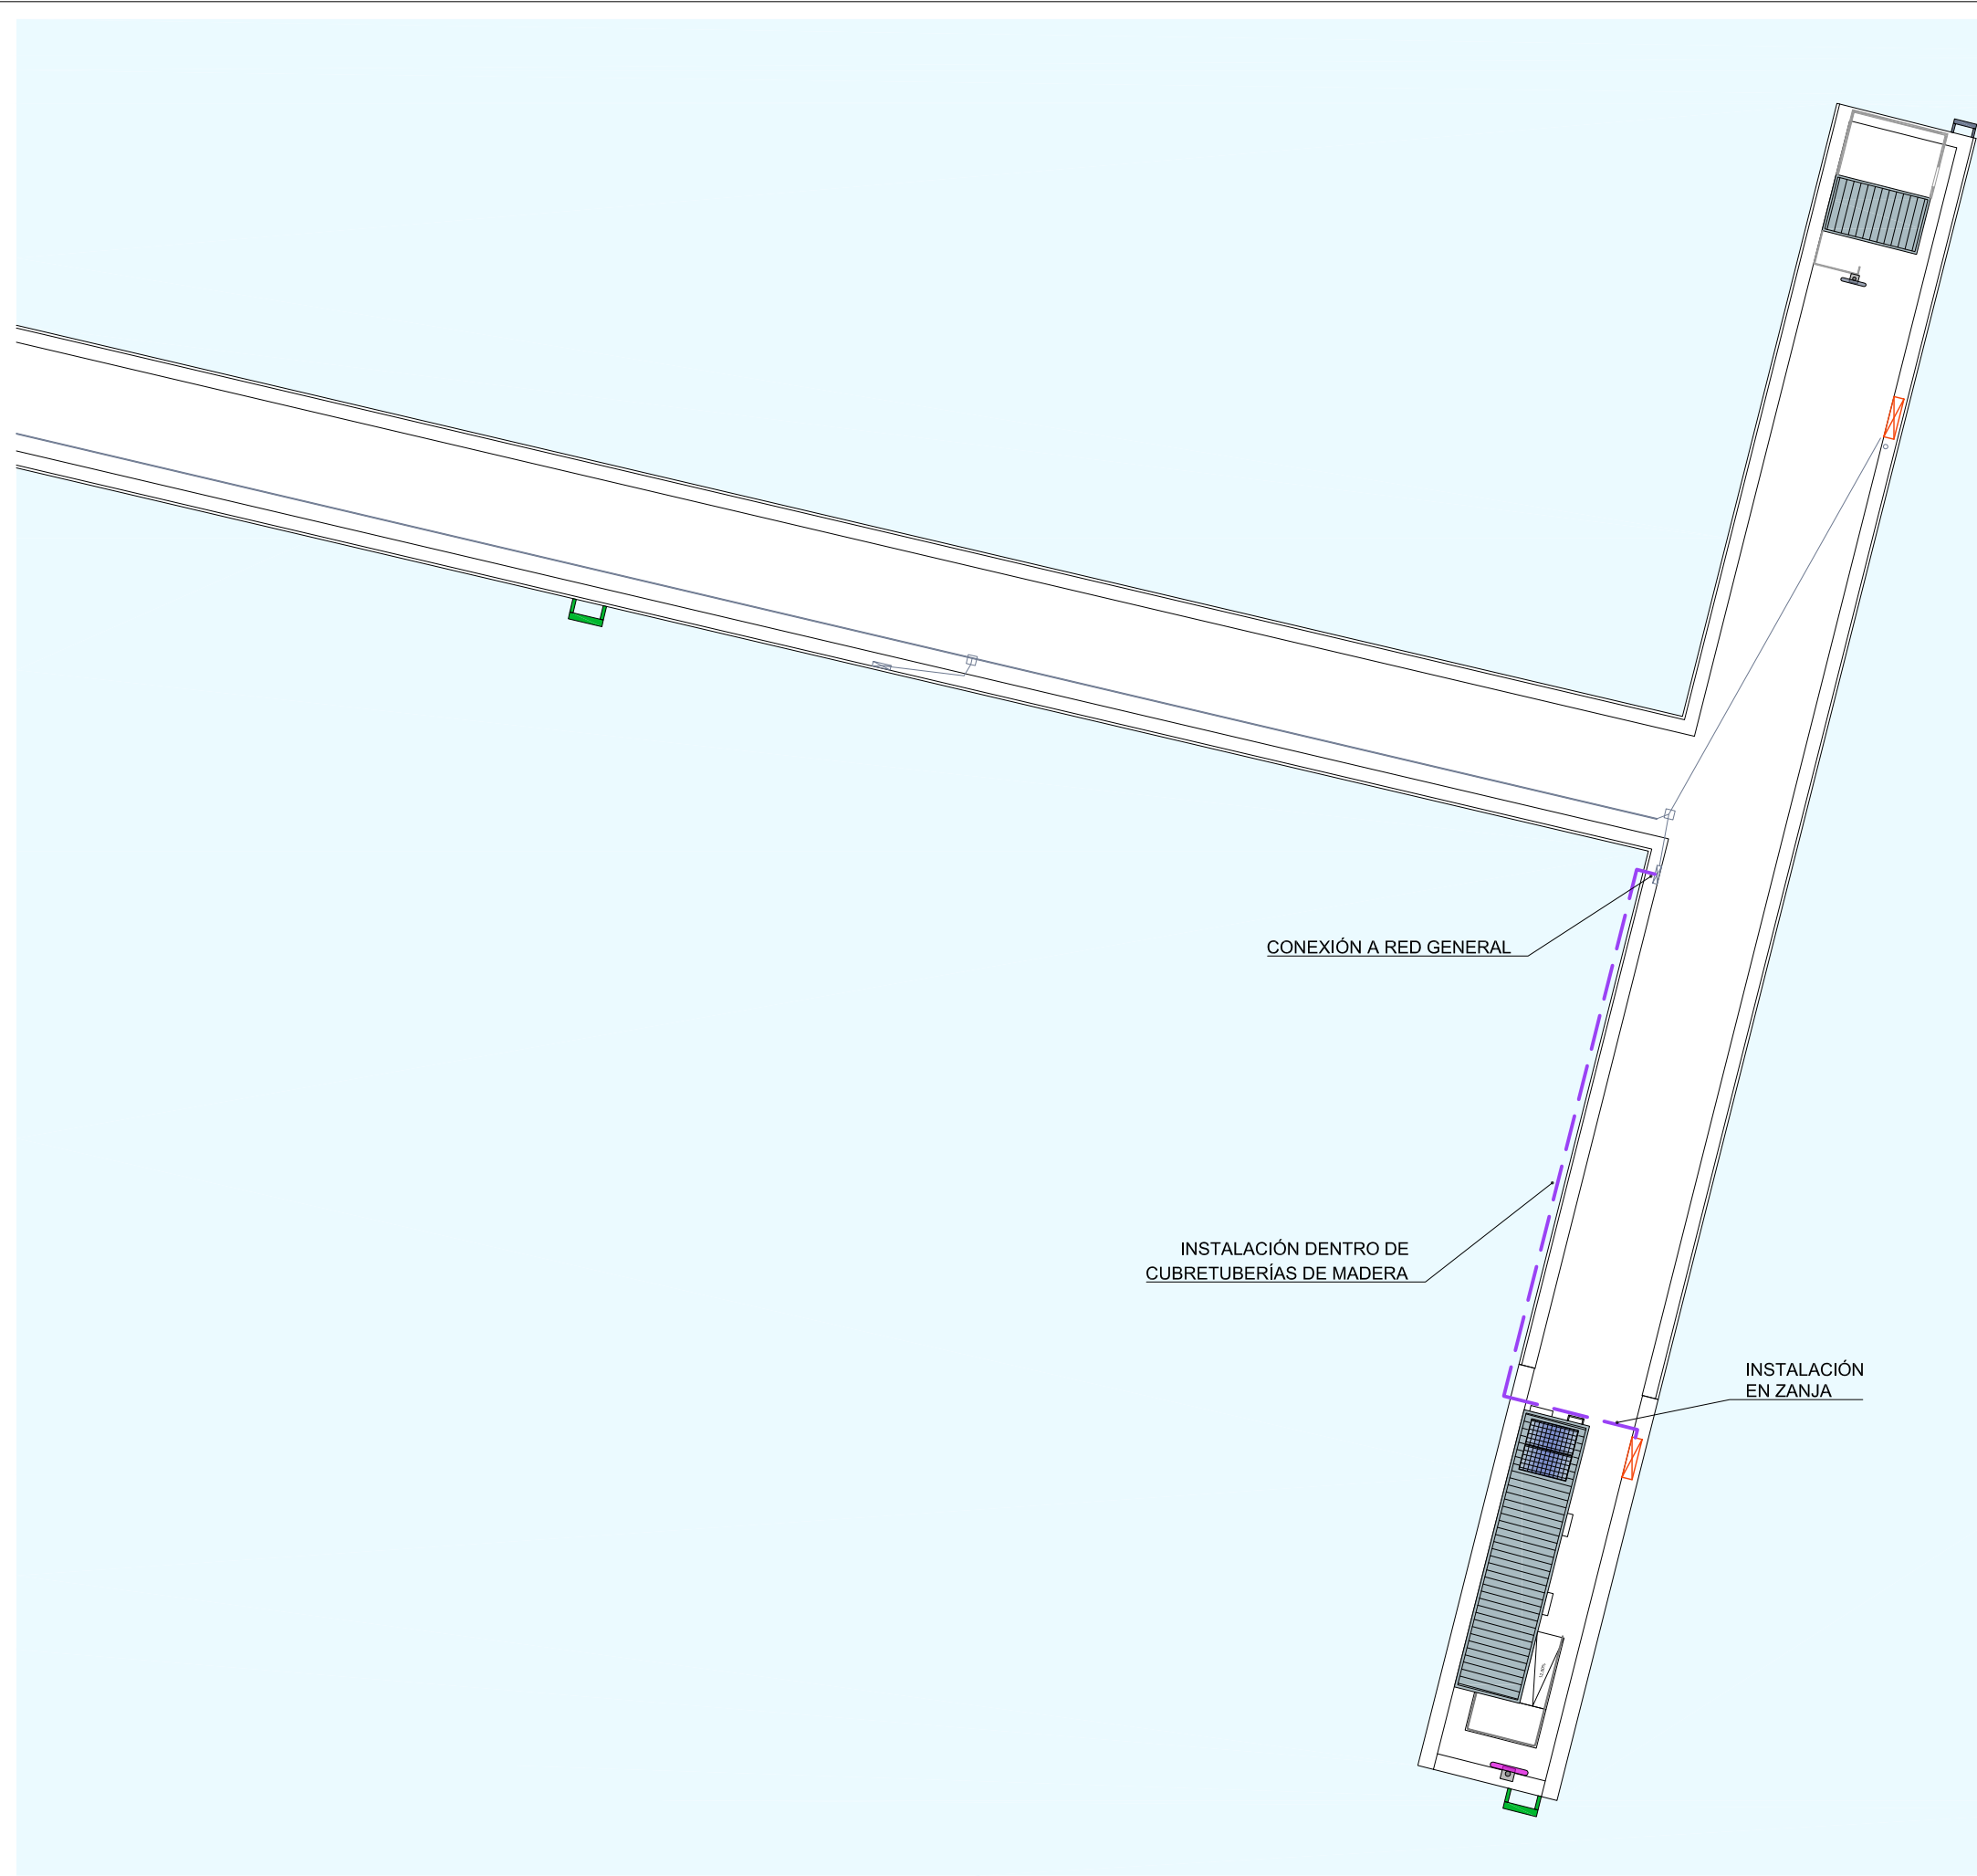 CONEXIÓN A RED GENERAL
INSTALACIÓN DENTRO DE
CUBRETUBERÍAS DE MADERA
INSTALACIÓN
EN ZANJA